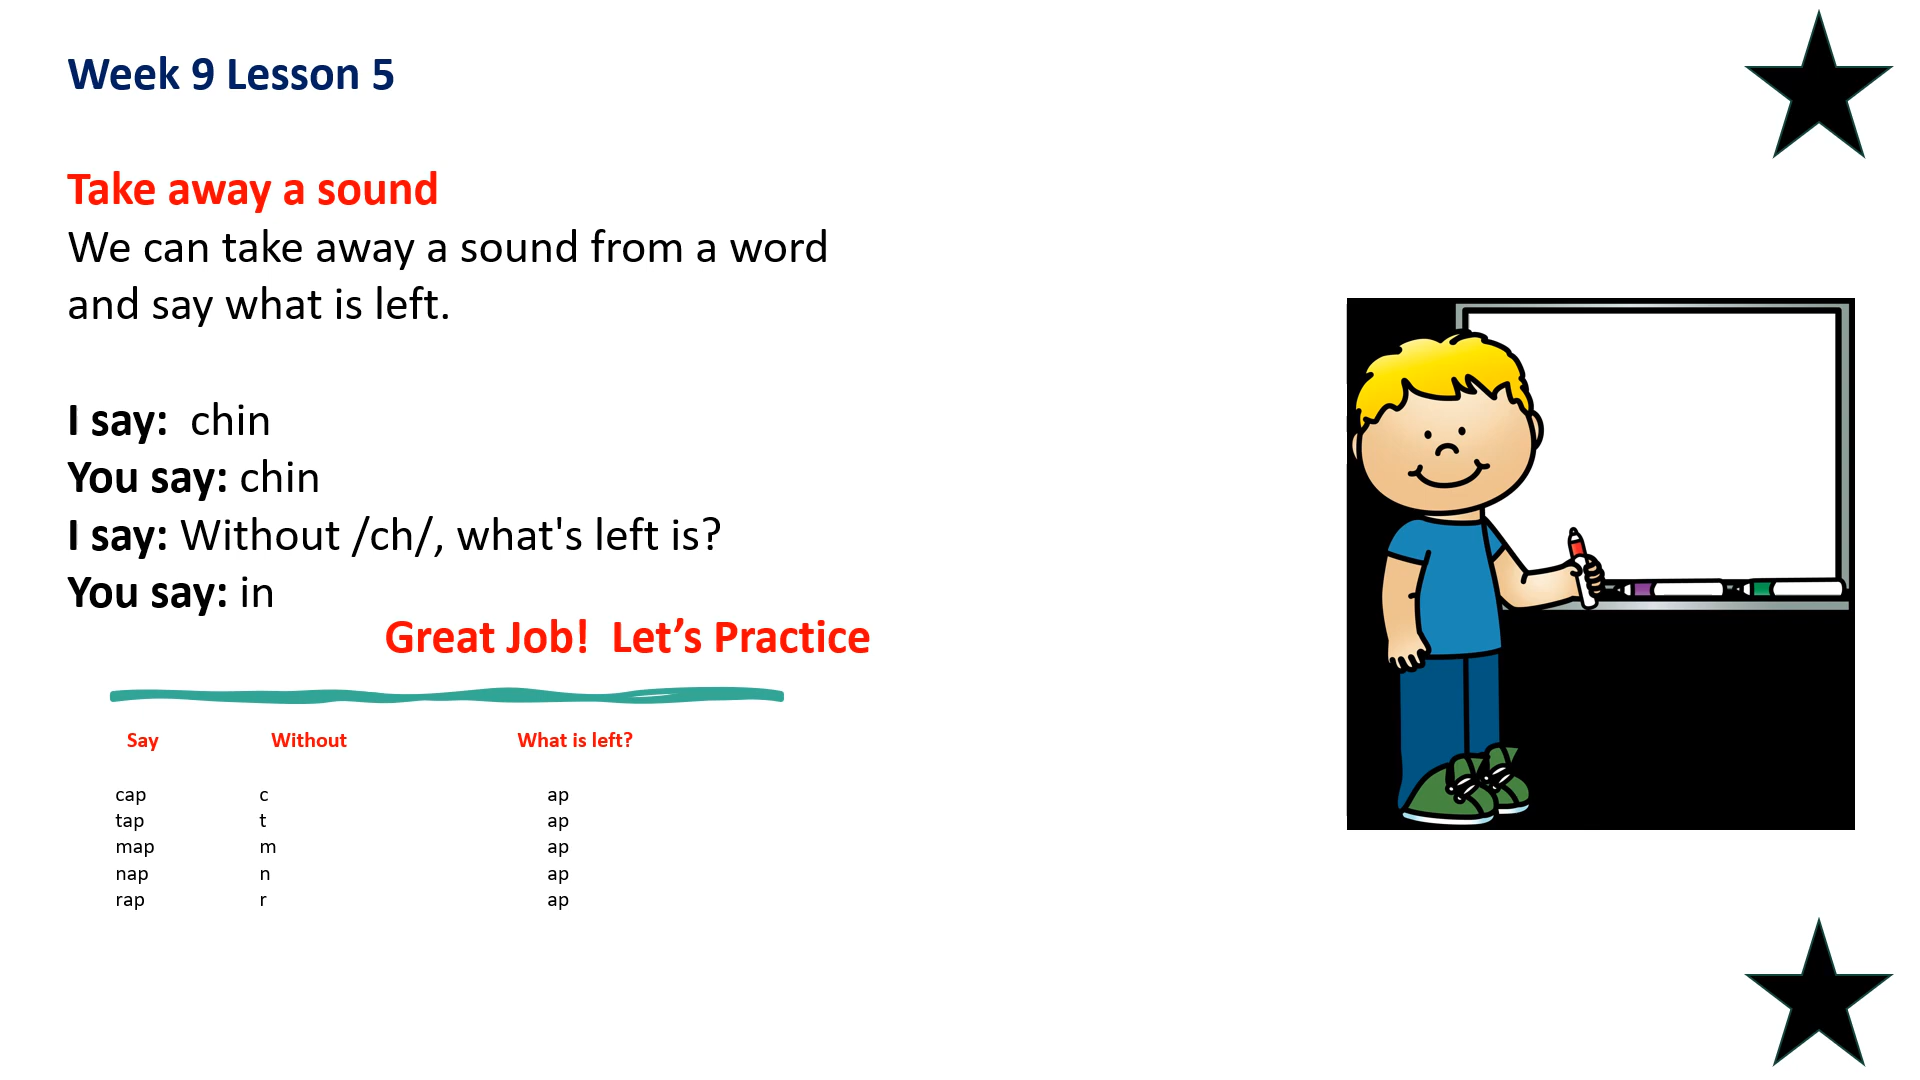 Week 9 Lesson 5
Take away a sound
We can take away a sound from a word
and say what is left.
I say:  chin
You say: chin
I say: Without /ch/, what's left is?
You say: in
Great Job!  Let’s Practice
Say Without What is left?
cap c ap
tap t ap
map m ap
nap n ap
rap r ap